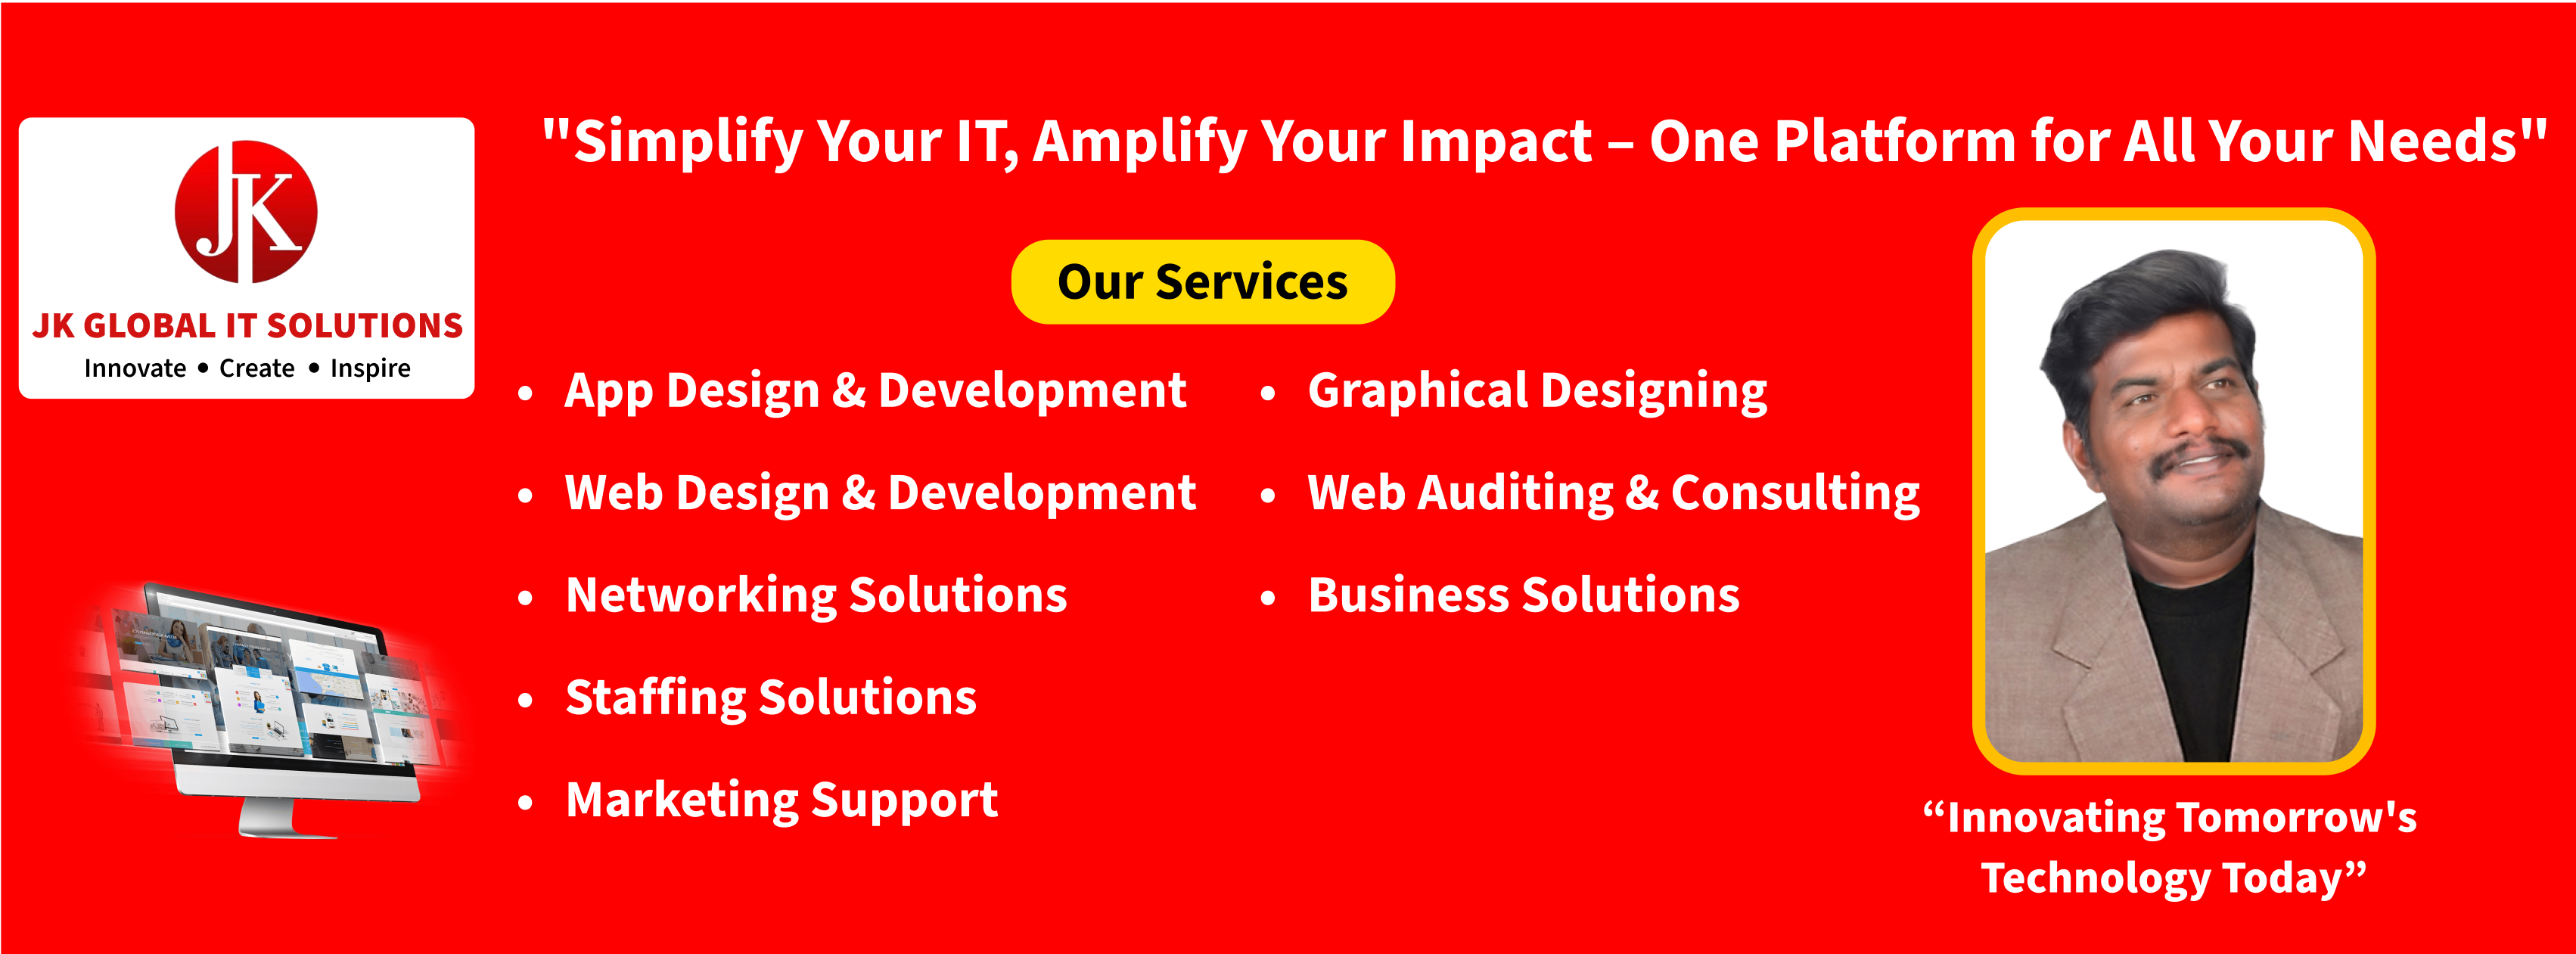 "Simplify Your IT, Amplify Your Impact – One Platform for All Your Needs"
JK
JK GLOBAL IT SOLUTIONS
Innovate • Create • Inspire
Our Services
• App Design & Development
• Web Design & Development
• Networking Solutions
• Staffing Solutions
• Marketing Support
• Graphical Designing
• Web Auditing & Consulting
• Business Solutions
“Innovating Tomorrow's
Technology Today”